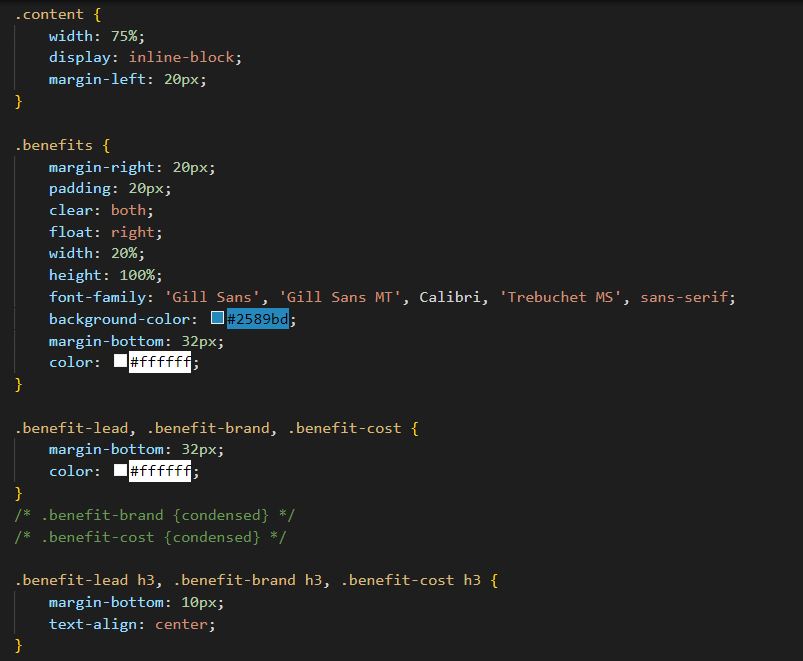 .content {
    width: 75%;
    display: inline-block;
    margin-left: 20px;
}

.benefits {
    margin-right: 20px;
    padding: 20px;
    clear: both;
    float: right;
    width: 20%;
    height: 100%;
    font-family: 'Gill Sans', 'Gill Sans MT', Calibri, 'Trebuchet MS', sans-serif;
    background-color: #2589bd;
    margin-bottom: 32px;
    color: #ffffff;
}

.benefit-lead, .benefit-brand, .benefit-cost {
    margin-bottom: 32px;
    color: #ffffff;
}
/* .benefit-brand {condensed} */
/* .benefit-cost {condensed} */

.benefit-lead h3, .benefit-brand h3, .benefit-cost h3 {
    margin-bottom: 10px;
    text-align: center;
}